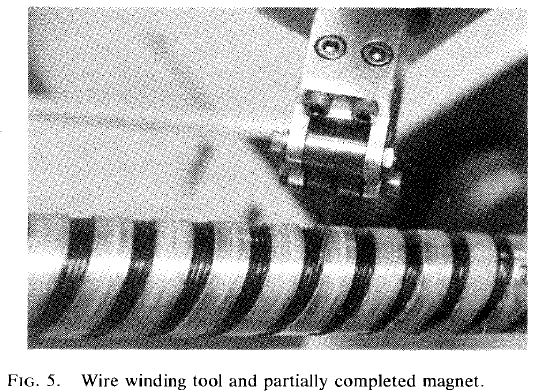 FIG. 5. Wire winding tool and partially completed magnet.